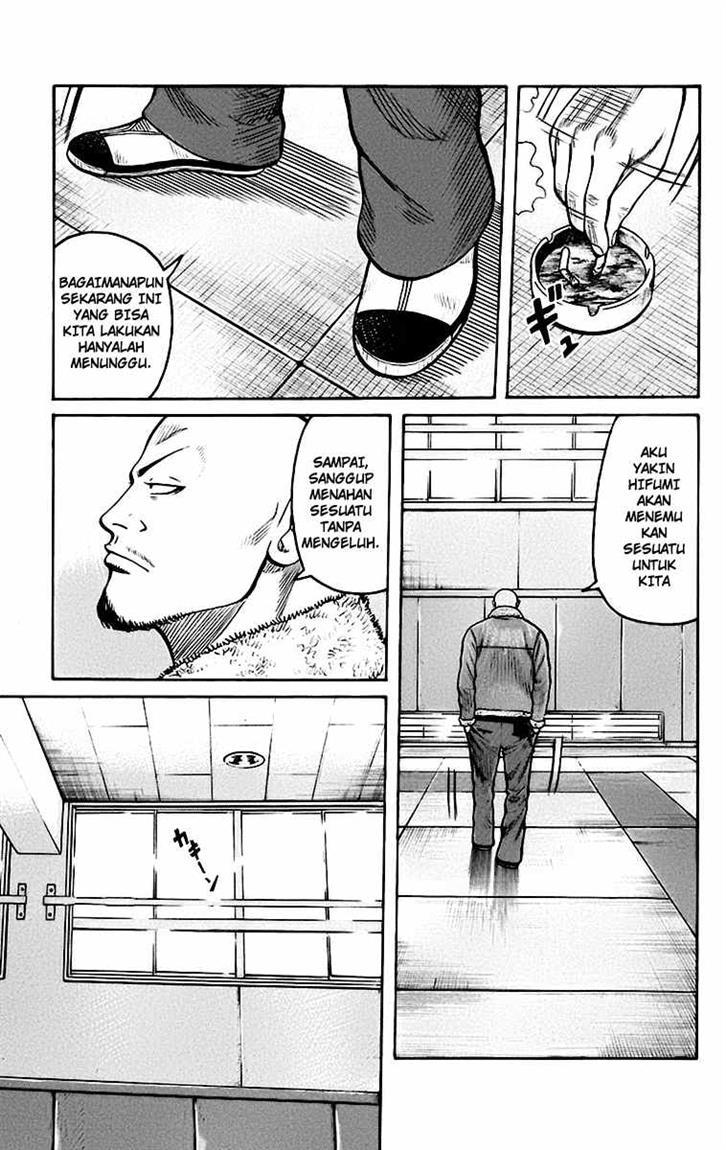 ギュ
BAGAIMANAPUN
SEKARANG INI
YANG BISA
KITA LAKUKAN
HANYALAH
MENUNGGU.
AKU
YAKIN
HIFUMI
AKAN
MENEMU
KAN
SESUATU
UNTUK
KITA
SAMPAI,
SANGGUP
MENAHAN
SESUATU
TANPA
MENGELUH.
カキーン